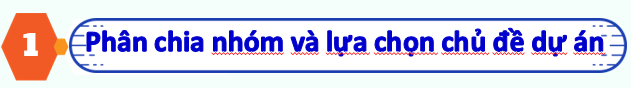 1 Phân chia nhóm và lựa chọn chủ đề dự án